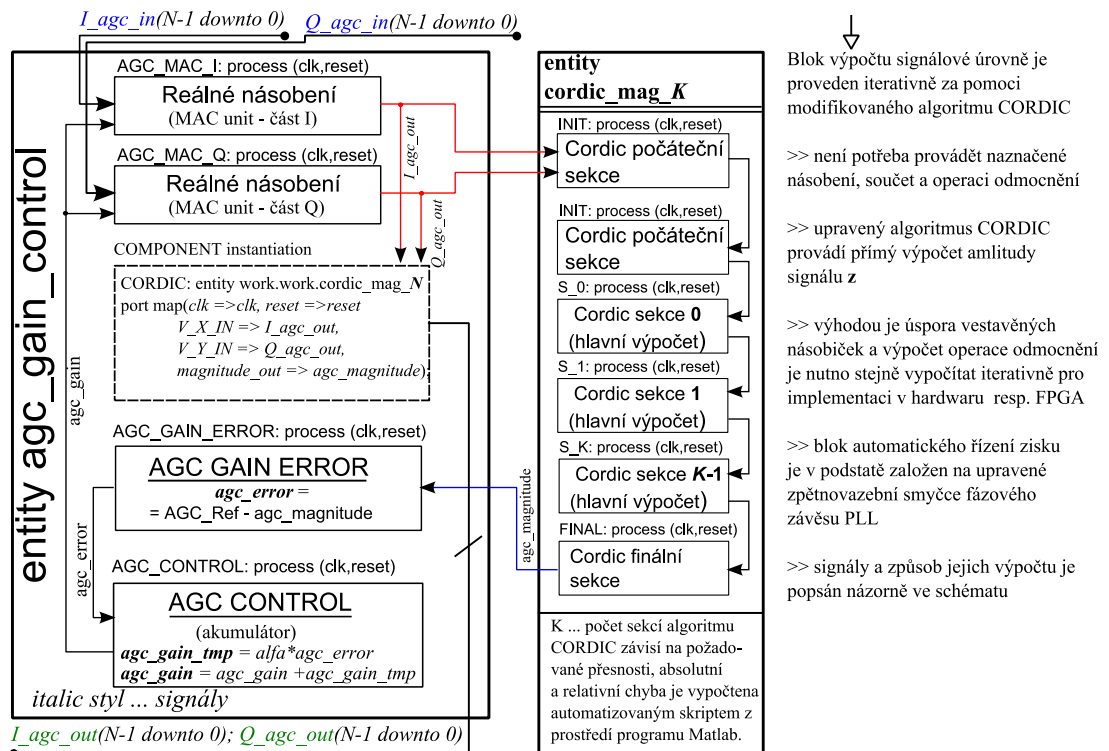 I_agc_in(N-1 downto 0)
Q_agc_in(N-1 downto 0)
entity agc_gain_control
AGC_MAC_I: process (clk,reset)
Reálné násobení
(MAC unit - část I)
AGC_MAC_Q: process (clk,reset)
Reálné násobení
(MAC unit - část Q)
I_agc_out
Q_agc_out
COMPONENT instantiation
CORDIC: entity work.work.cordic_mag_N
port map(clk =>clk, reset =>reset
V_X_IN => I_agc_out,
V_Y_IN => Q_agc_out,
magnitude_out => agc_magnitude)
agc_gain
AGC_GAIN_ERROR: process (clk,reset)
AGC GAIN ERROR
agc_error =
= AGC_Ref - agc_magnitude
agc_error
agc_magnitude
AGC_CONTROL: process (clk,reset)
AGC CONTROL
(akumulátor)
agc_gain_tmp = alfa*agc_error
agc_gain = agc_gain +agc_gain_tmp
italic styl ... signály
I_agc_out(N-1 downto 0); Q_agc_out(N-1 downto 0)
entity
cordic_mag_K
INIT: process (clk,reset)
Cordic počáteční
sekce
INIT: process (clk,reset)
Cordic počáteční
sekce
S_0: process (clk,reset)
Cordic sekce 0
(hlavní výpočet)
S_1: process (clk,reset)
Cordic sekce 1
(hlavní výpočet)
S_K: process (clk,reset)
Cordic sekce K-1
(hlavní výpočet)
FINAL: process (clk,reset)
Cordic finální
sekce
K ... počet sekcí algoritmu
CORDIC závisí na požado-
vané přesnosti, absolutní
a relativní chyba je vypočtena
automatizovaným skriptem z
prostředí programu Matlab.
Blok výpočtu signálové úrovně je
proveden iterativně za pomoci
modifikovaného algoritmu CORDIC
>> není potřeba provádět naznačené
násobení, součet a operaci odmocnění
>> upravený algoritmus CORDIC
provádí přímý výpočet amlitudy
signálu z
>> výhodou je úspora vestavěných
násobiček a výpočet operace odmocnění
je nutno stejně vypočítat iterativně pro
implementaci v hardwaru resp. FPGA
>> blok automatického řízení zisku
je v podstatě založen na upravené
zpětnovazební smyčce fázového
závěsu PLL
>> signály a způsob jejich výpočtu je
popsán názorně ve schématu